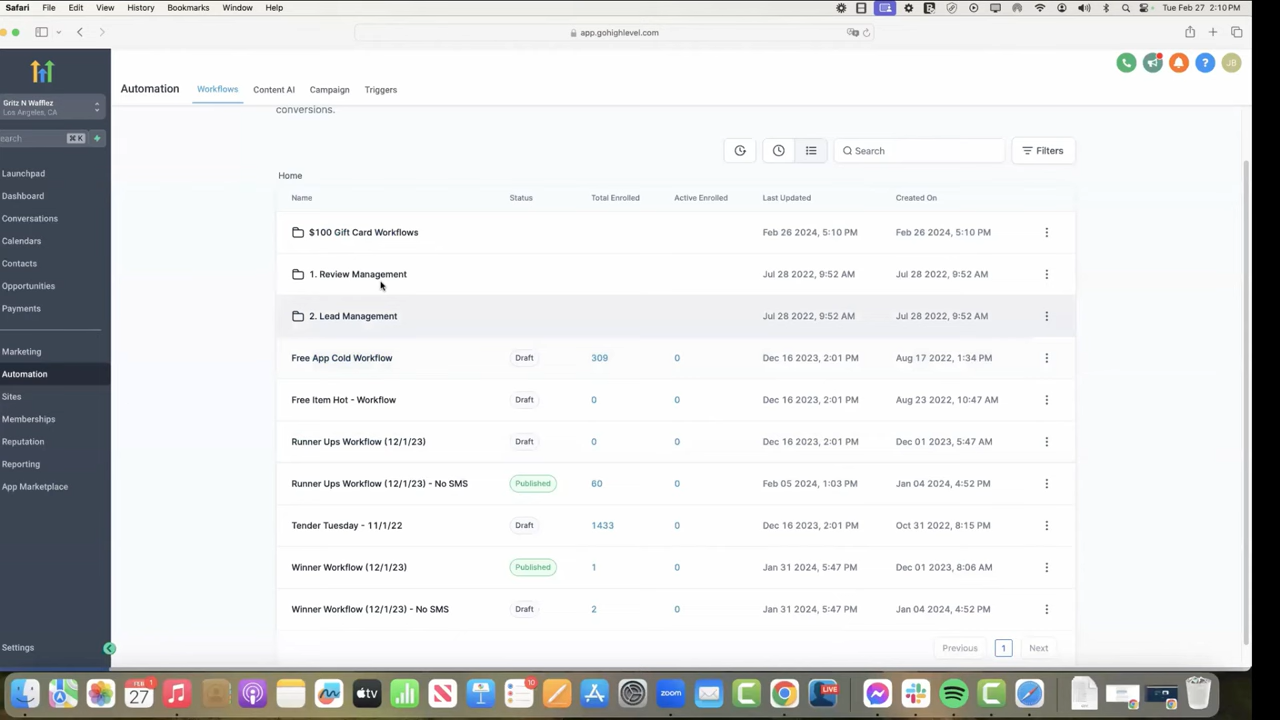 Safari File Edit View History Bookmarks Window Help Tue Feb 27 2:10 PM
app.gohighlevel.com
Automation Workflows Content AI Campaign Triggers JB
Gritz N Wafflez
Los Angeles, CA
earch ⌘K
Launchpad
Dashboard
Conversations
Calendars
Contacts
Opportunities
Payments
Marketing
Automation
Sites
Memberships
Reputation
Reporting
App Marketplace
Settings
conversions.
Search Filters
Home
Name Status Total Enrolled Active Enrolled Last Updated Created On
$100 Gift Card Workflows Feb 26 2024, 5:10 PM Feb 26 2024, 5:10 PM
1. Review Management Jul 28 2022, 9:52 AM Jul 28 2022, 9:52 AM
2. Lead Management Jul 28 2022, 9:52 AM Jul 28 2022, 9:52 AM
Free App Cold Workflow Draft 309 0 Dec 16 2023, 2:01 PM Aug 17 2022, 1:34 PM
Free Item Hot - Workflow Draft 0 0 Dec 16 2023, 2:01 PM Aug 23 2022, 10:47 AM
Runner Ups Workflow (12/1/23) Draft 0 0 Dec 16 2023, 2:01 PM Dec 01 2023, 5:47 AM
Runner Ups Workflow (12/1/23) - No SMS Published 60 0 Feb 05 2024, 1:03 PM Jan 04 2024, 4:52 PM
Tender Tuesday - 11/1/22 Draft 1433 0 Dec 16 2023, 2:01 PM Oct 31 2022, 8:15 PM
Winner Workflow (12/1/23) Published 1 0 Jan 31 2024, 5:47 PM Dec 01 2023, 8:06 AM
Winner Workflow (12/1/23) - No SMS Draft 2 0 Jan 31 2024, 5:47 PM Jan 04 2024, 4:52 PM
Previous 1 Next
FEB 27 1 tv 10 zoom LIVE